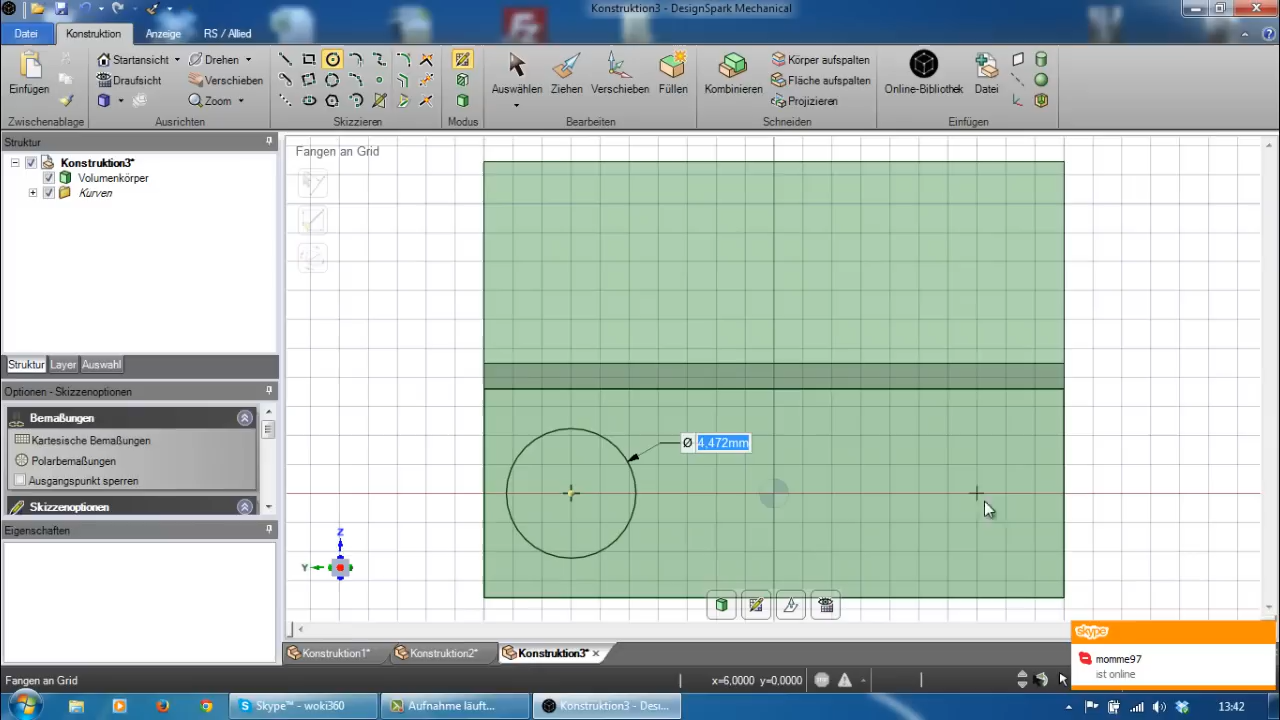 Konstruktion3 - DesignSpark Mechanical
Datei
Konstruktion
Anzeige
RS / Allied
Einfügen
Zwischenablage
Startansicht
Draufsicht
Drehen
Verschieben
Zoom
Ausrichten
Skizzieren
Modus
Auswählen
Ziehen
Verschieben
Füllen
Bearbeiten
Kombinieren
Körper aufspalten
Fläche aufspalten
Projizieren
Schneiden
Online-Bibliothek
Datei
Einfügen
Struktur
Konstruktion3*
Volumenkörper
Kurven
Struktur Layer Auswahl
Optionen - Skizzenoptionen
Bemaßungen
Kartesische Bemaßungen
Polarbemaßungen
Ausgangspunkt sperren
Skizzenoptionen
Eigenschaften
Fangen an Grid
Ø 4,472mm
Z
Y
Konstruktion1*
Konstruktion2*
Konstruktion3*
Fangen an Grid
x=6,0000 y=0,0000
skype
momme97
ist online
Skype™ - woki360
Aufnahme läuft...
Konstruktion3 - Desi...
13:42